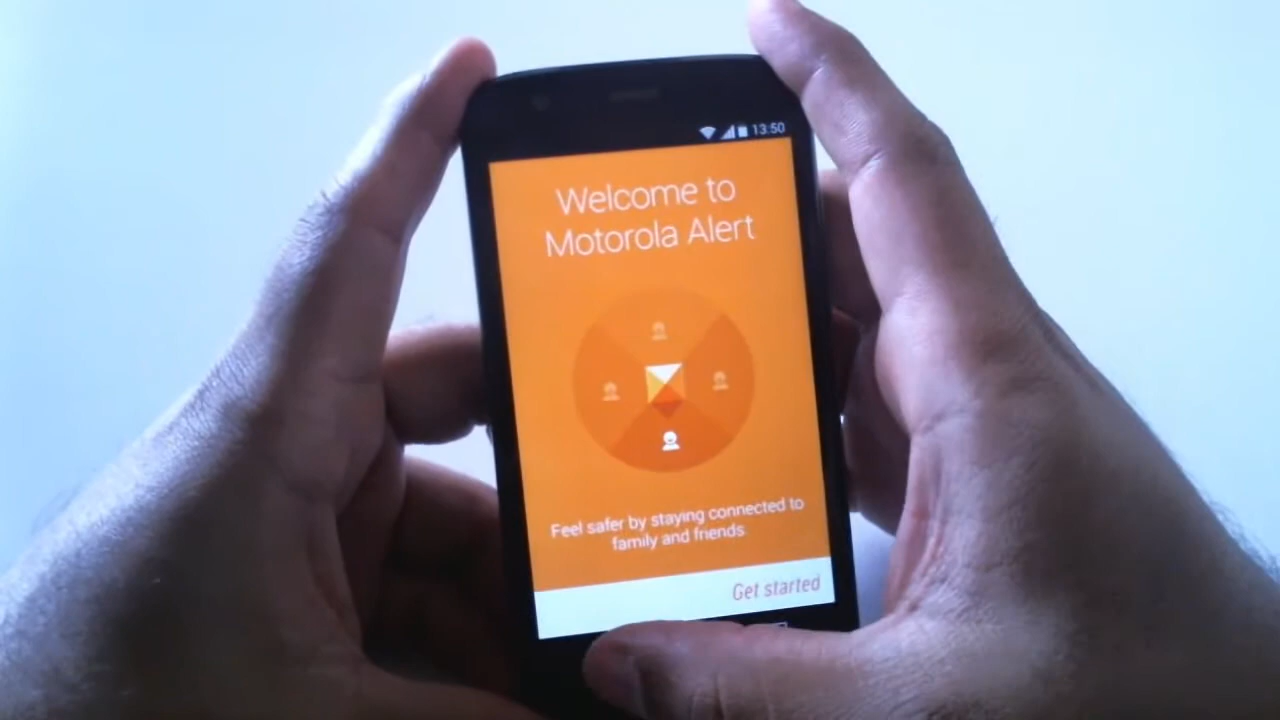 13:50
Welcome to
Motorola Alert
Feel safer by staying connected to
family and friends
Get started